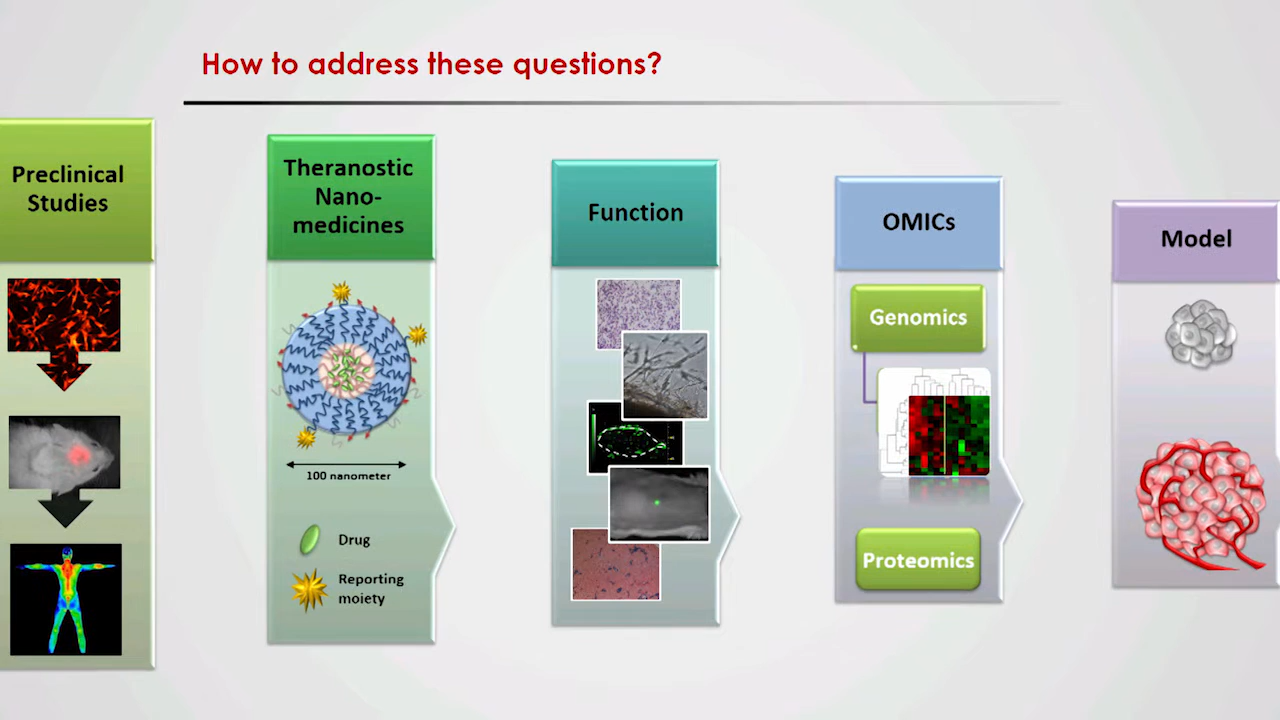 How to address these questions?
Preclinical
Studies
Theranostic
Nano-
medicines
100 nanometer
Drug
Reporting
moiety
Function
OMICs
Genomics
Proteomics
Model